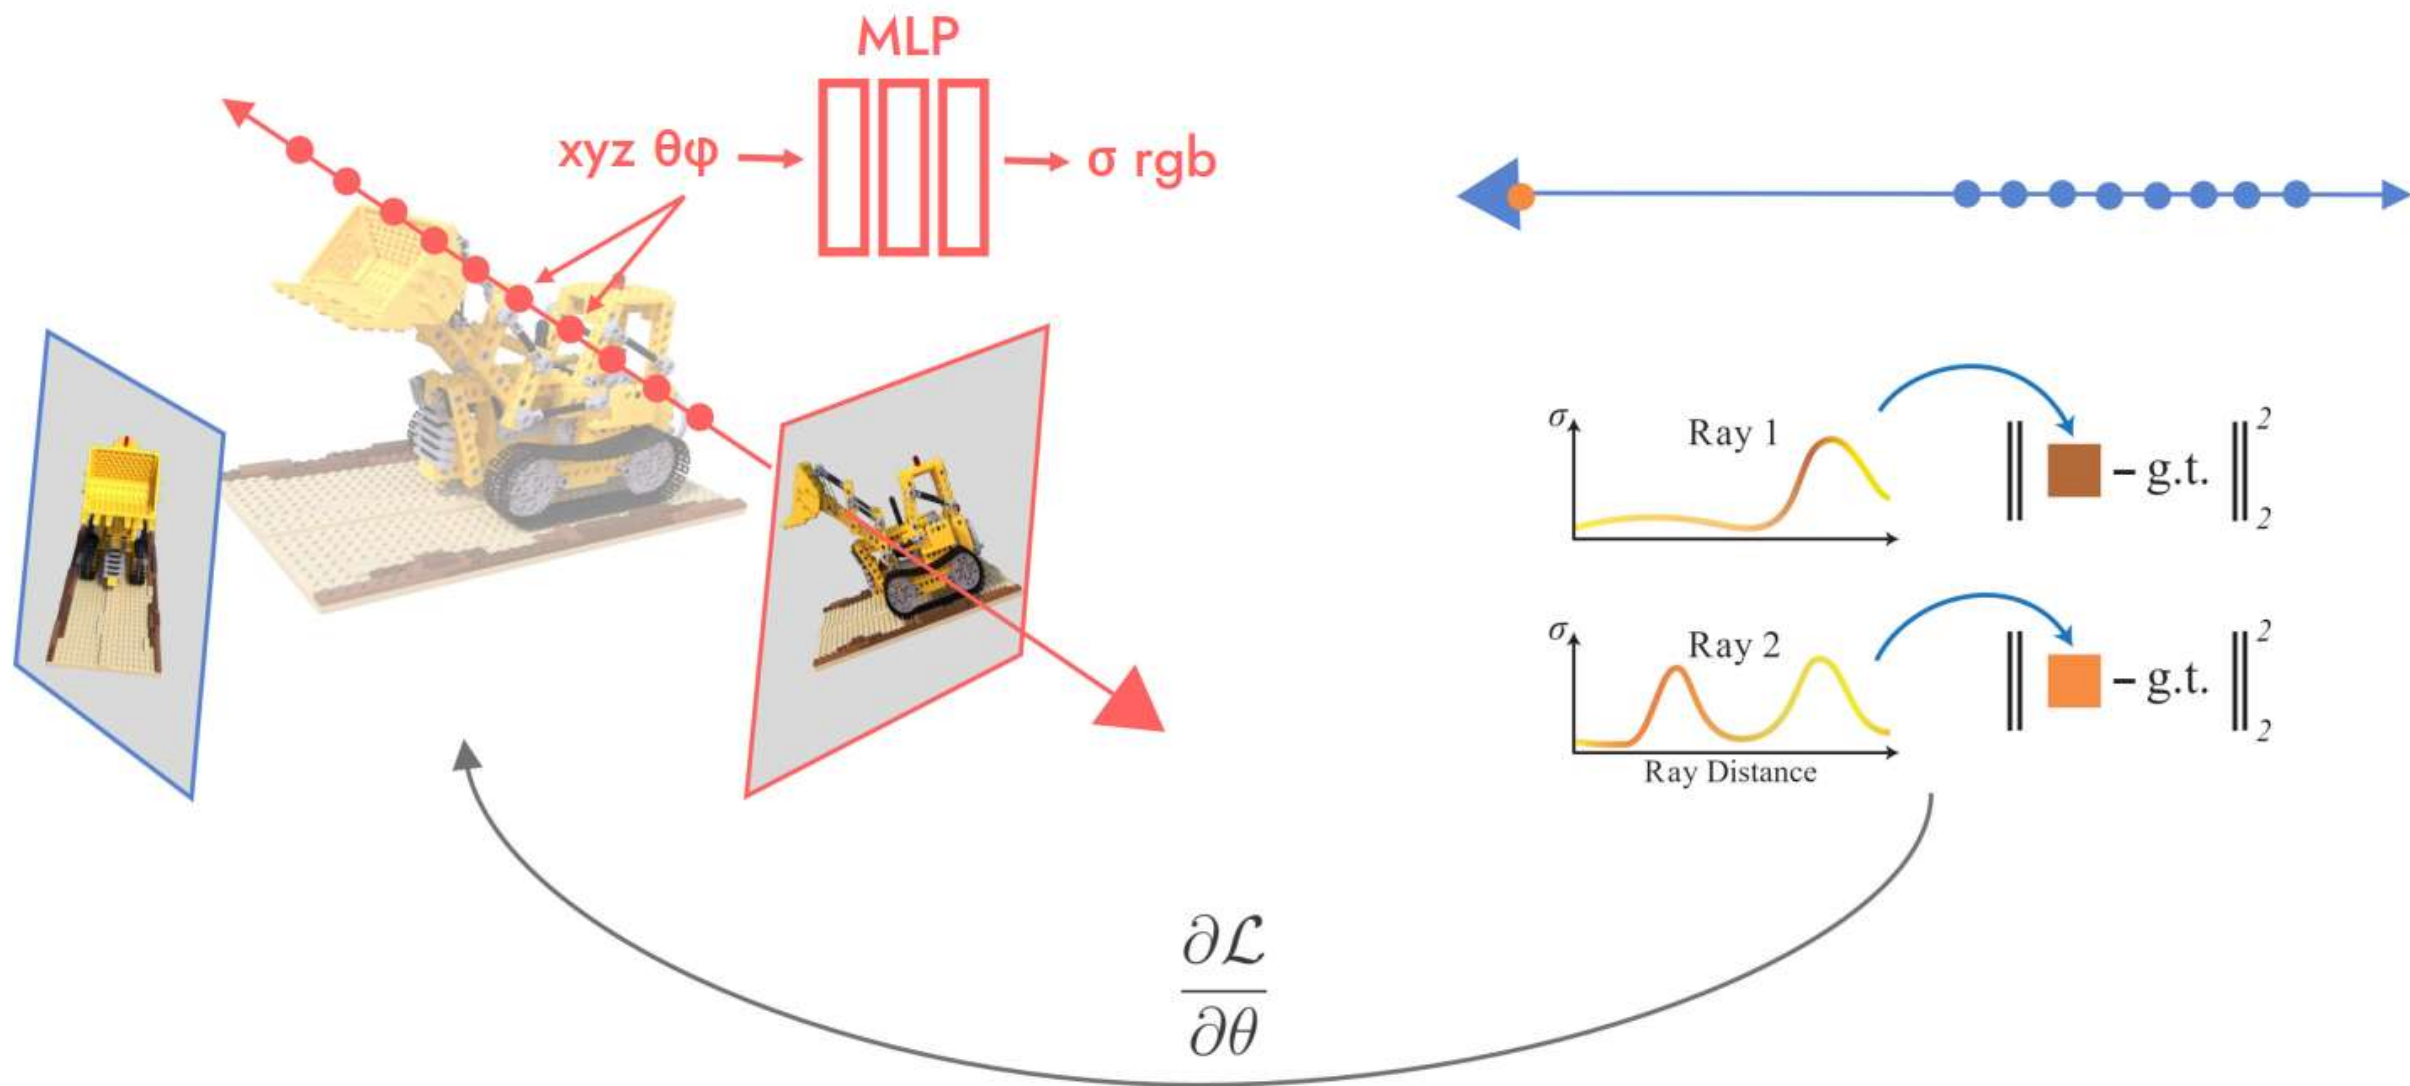 MLP
xyz θφ
σ rgb
σ
Ray 1
‖ – g.t. ‖ 2 2
σ
Ray 2
‖ – g.t. ‖ 2 2
Ray Distance
∂ℒ
∂θ